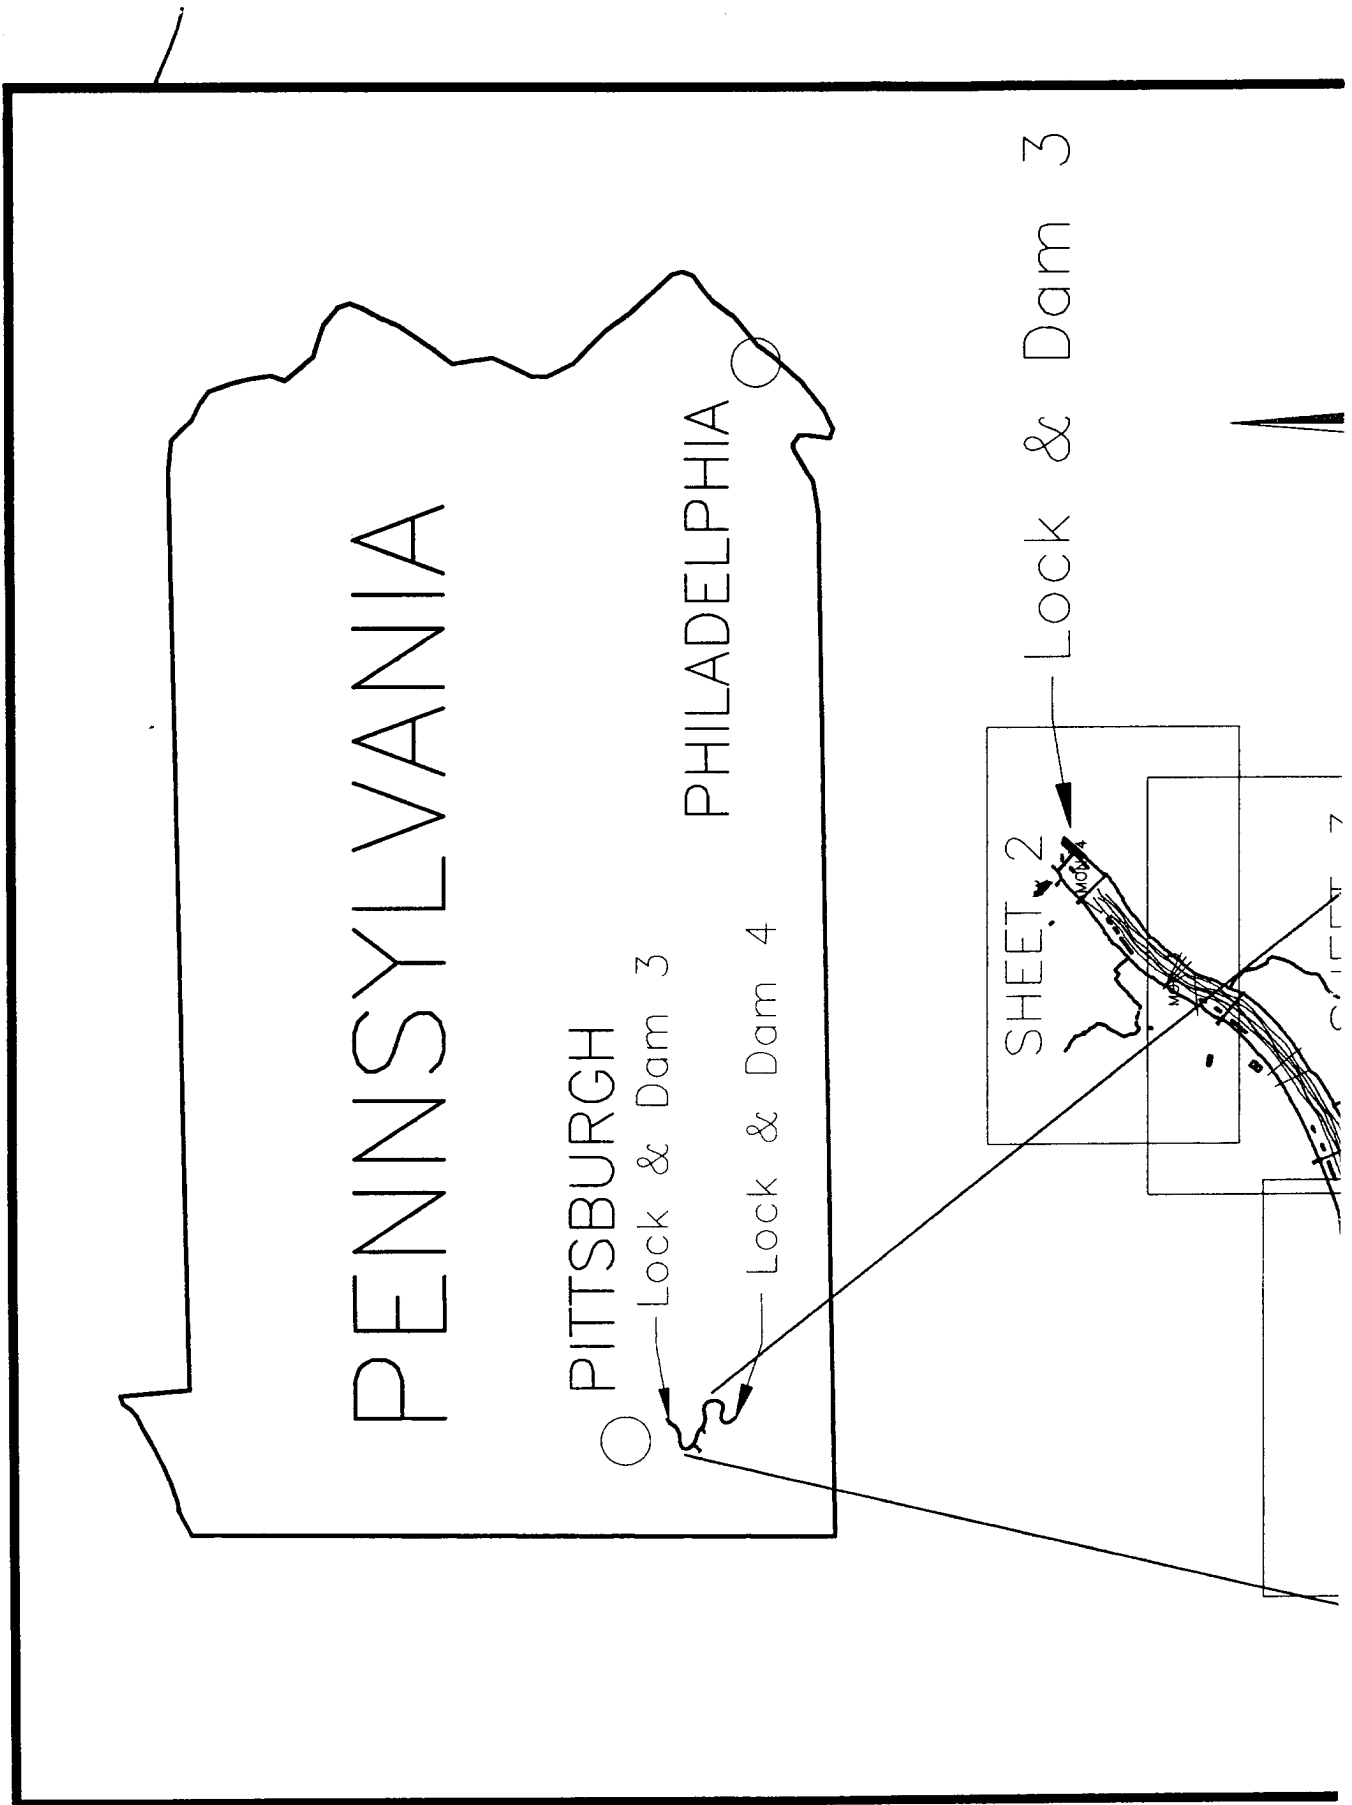 PENNSYLVANIA
PITTSBURGH
Lock & Dam 3
PHILADELPHIA
Lock & Dam 4
SHEET 2
Lock & Dam 3